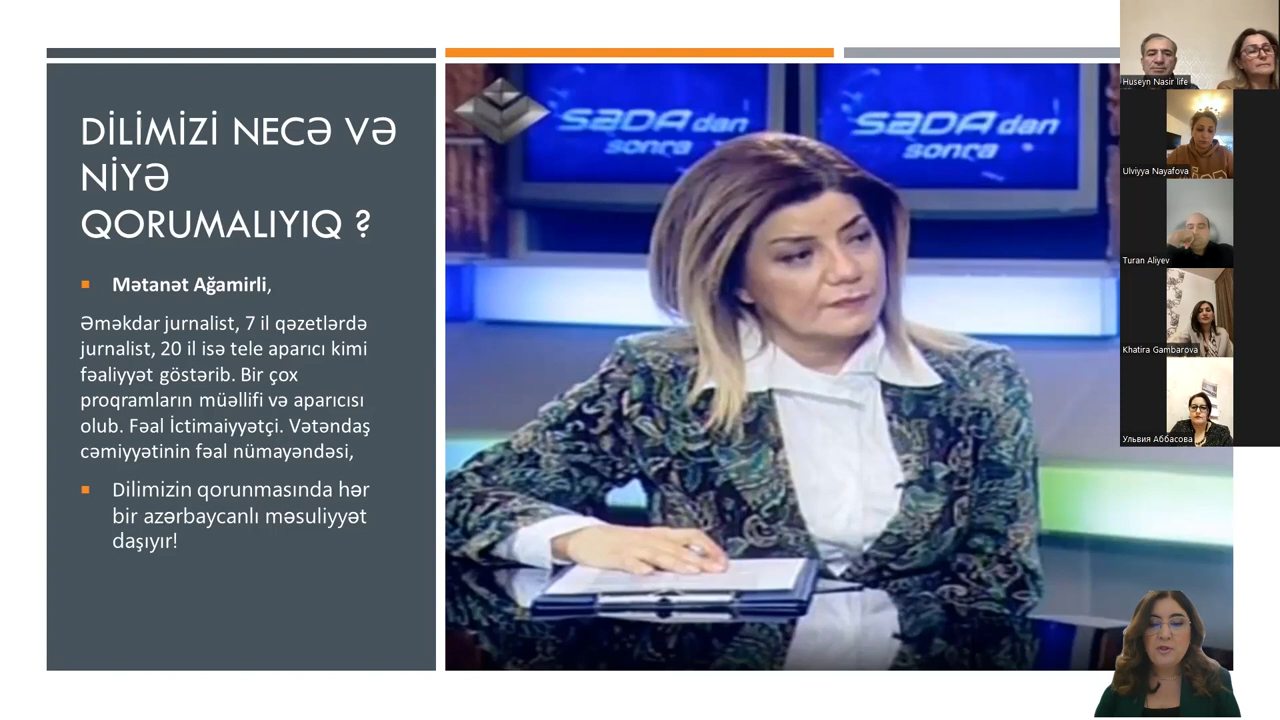 DİLİMİZİ NECƏ VƏ
NİYƏ
QORUMALIYIQ ?
Mətanət Ağamirli,
Əməkdar jurnalist, 7 il qəzetlərdə
jurnalist, 20 il isə tele aparıcı kimi
fəaliyyət göstərib. Bir çox
proqramların müəllifi və aparıcısı
olub. Fəal İctimaiyyətçi. Vətəndaş
cəmiyyətinin fəal nümayəndəsi,
Dilimizin qorunmasında hər
bir azərbaycanlı məsuliyyət
daşıyır!
SƏDA dan
sonra
SƏDA dan
sonra
Huseyn Nasir life
Ulviyya Nayafova
Turan Aliyev
Khatira Gambarova
Ульвия Аббасова